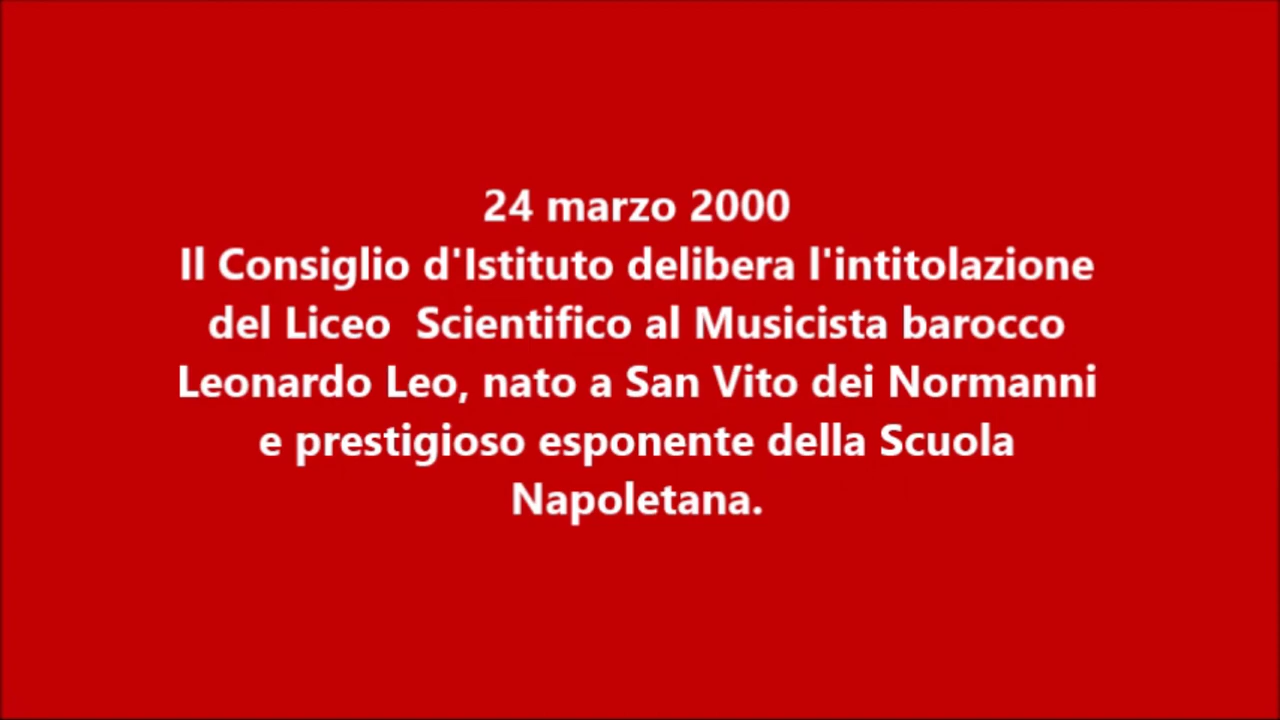 24 marzo 2000
Il Consiglio d'Istituto delibera l'intitolazione
del Liceo  Scientifico al Musicista barocco
Leonardo Leo, nato a San Vito dei Normanni
e prestigioso esponente della Scuola
Napoletana.